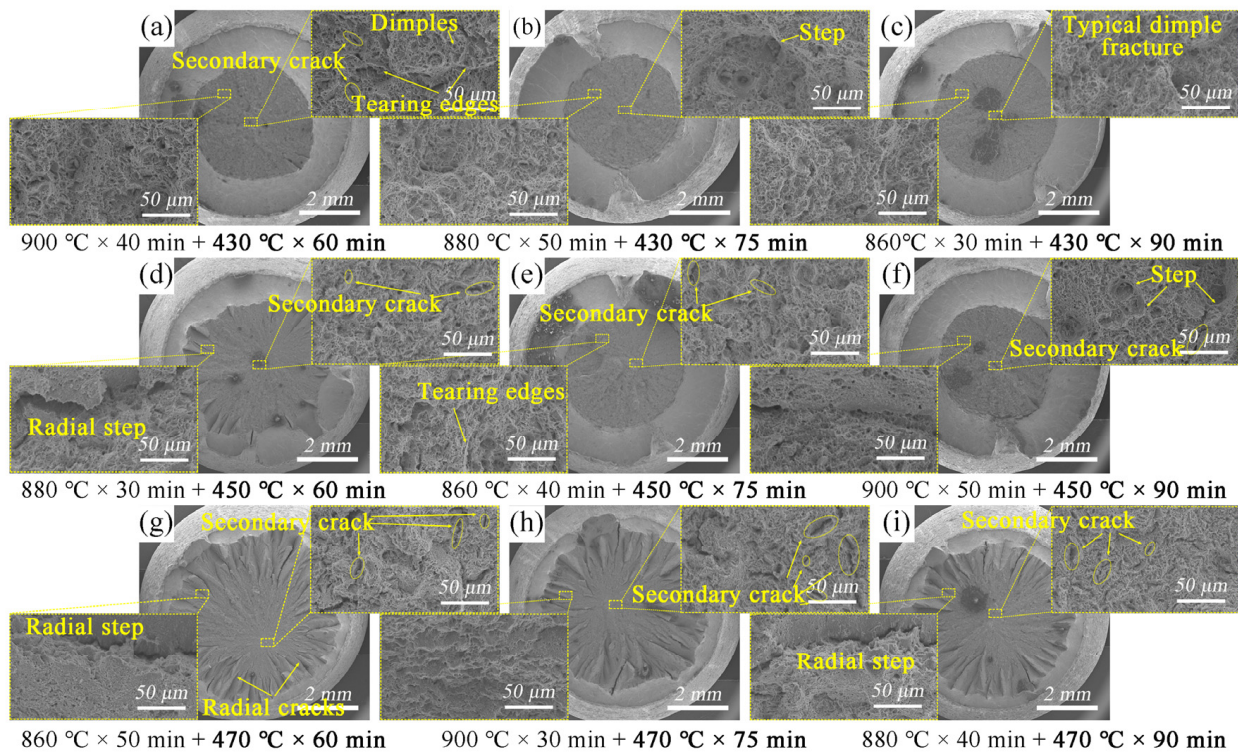 (a)
Dimples
Secondary crack
Tearing edges
50 µm
50 µm
2 mm
900 ℃ × 40 min + 430 ℃ × 60 min
(b)
Step
50 µm
50 µm
2 mm
880 ℃ × 50 min + 430 ℃ × 75 min
(c)
Typical dimple
fracture
50 µm
50 µm
2 mm
860℃ × 30 min + 430 ℃ × 90 min
(d)
Secondary crack
50 µm
Radial step
50 µm
2 mm
880 ℃ × 30 min + 450 ℃ × 60 min
(e)
Secondary crack
50 µm
Tearing edges
50 µm
2 mm
860 ℃ × 40 min + 450 ℃ × 75 min
(f)
Step
50 µm
Secondary crack
50 µm
2 mm
900 ℃ × 50 min + 450 ℃ × 90 min
(g)
Secondary crack
50 µm
Radial step
50 µm
Radial cracks
2 mm
860 ℃ × 50 min + 470 ℃ × 60 min
(h)
50 µm
Secondary crack
50 µm
2 mm
900 ℃ × 30 min + 470 ℃ × 75 min
(i)
Secondary crack
50 µm
Radial step
50 µm
2 mm
880 ℃ × 40 min + 470 ℃ × 90 min